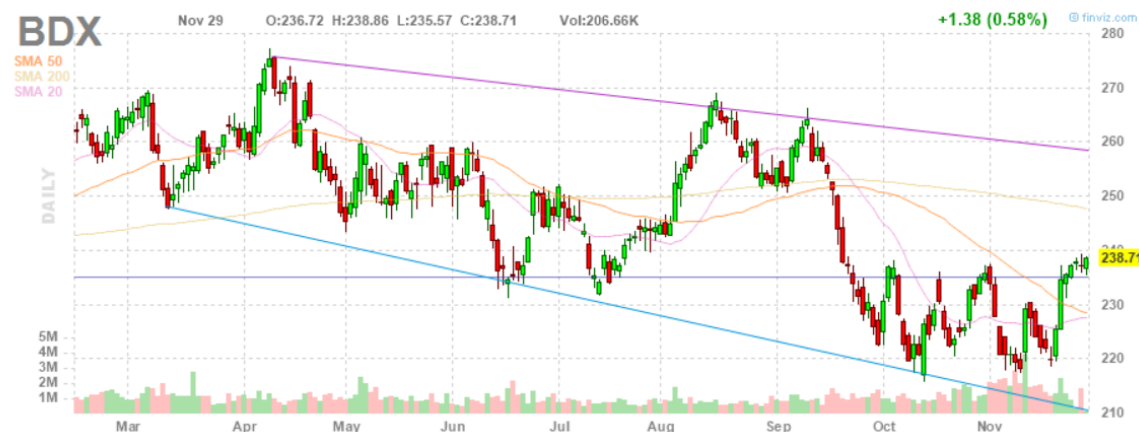 BDX
Nov 29 O:236.72 H:238.86 L:235.57 C:238.71 Vol:206.66K
+1.38 (0.58%)
© finviz.com
SMA 50
SMA 200
SMA 20
DAILY
280
270
260
250
240
238.71
230
220
210
5M
4M
3M
2M
1M
Mar Apr May Jun Jul Aug Sep Oct Nov